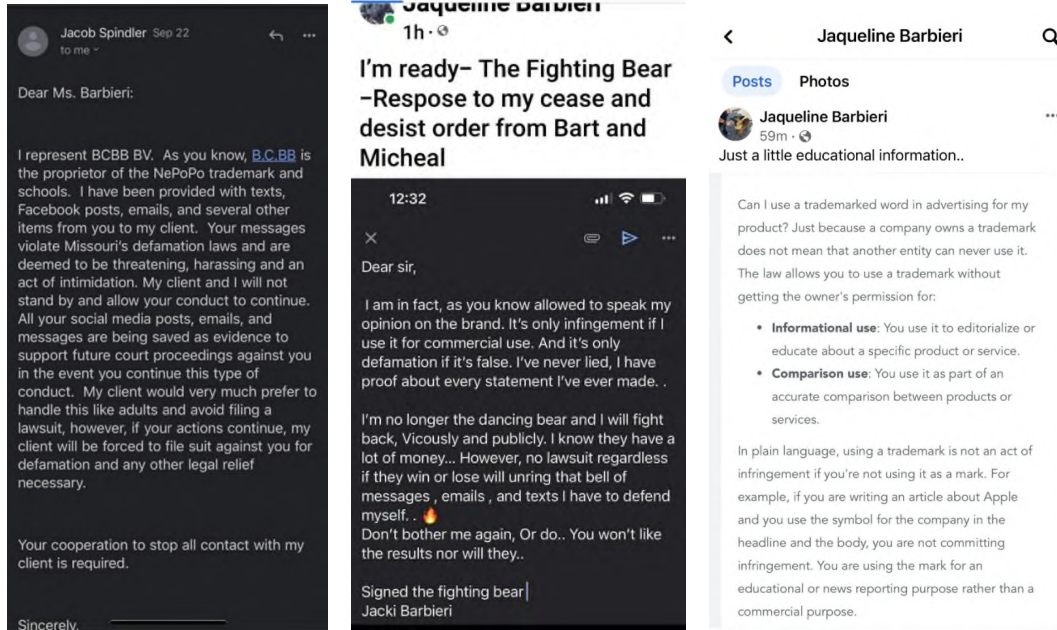 Jacob Spindler Sep 22
to me
Dear Ms. Barbieri:
I represent BCBB BV. As you know, B.C.BB is
the proprietor of the NePoPo trademark and
schools. I have been provided with texts,
Facebook posts, emails, and several other
items from you to my client. Your messages
violate Missouri's defamation laws and are
deemed to be threatening, harassing and an
act of intimidation. My client and I will not
stand by and allow your conduct to continue.
All your social media posts, emails, and
messages are being saved as evidence to
support future court proceedings against you
in the event you continue this type of
conduct. My client would very much prefer to
handle this like adults and avoid filing a
lawsuit, however, if your actions continue, my
client will be forced to file suit against you for
defamation and any other legal relief
necessary.
Your cooperation to stop all contact with my
client is required.
Sincerely,
Jaqueline Barbieri
1h ·
I'm ready– The Fighting Bear
–Respose to my cease and
desist order from Bart and
Micheal
12:32
Dear sir,
I am in fact, as you know allowed to speak my
opinion on the brand. It's only infingement if I
use it for commercial use. And it's only
defamation if it's false. I've never lied, I have
proof about every statement I've ever made. .
I'm no longer the dancing bear and I will fight
back, Vicously and publicly. I know they have a
lot of money... However, no lawsuit regardless
if they win or lose will unring that bell of
messages , emails , and texts I have to defend
myself. . 🔥
Don't bother me again, Or do.. You won't like
the results nor will they..
Signed the fighting bear
Jacki Barbieri
Jaqueline Barbieri
Posts Photos
Jaqueline Barbieri
59m ·
Just a little educational information..
Can I use a trademarked word in advertising for my
product? Just because a company owns a trademark
does not mean that another entity can never use it.
The law allows you to use a trademark without
getting the owner's permission for:
• Informational use: You use it to editorialize or
educate about a specific product or service.
• Comparison use: You use it as part of an
accurate comparison between products or
services.
In plain language, using a trademark is not an act of
infringement if you're not using it as a mark. For
example, if you are writing an article about Apple
and you use the symbol for the company in the
headline and the body, you are not committing
infringement. You are using the mark for an
educational or news reporting purpose rather than a
commercial purpose.